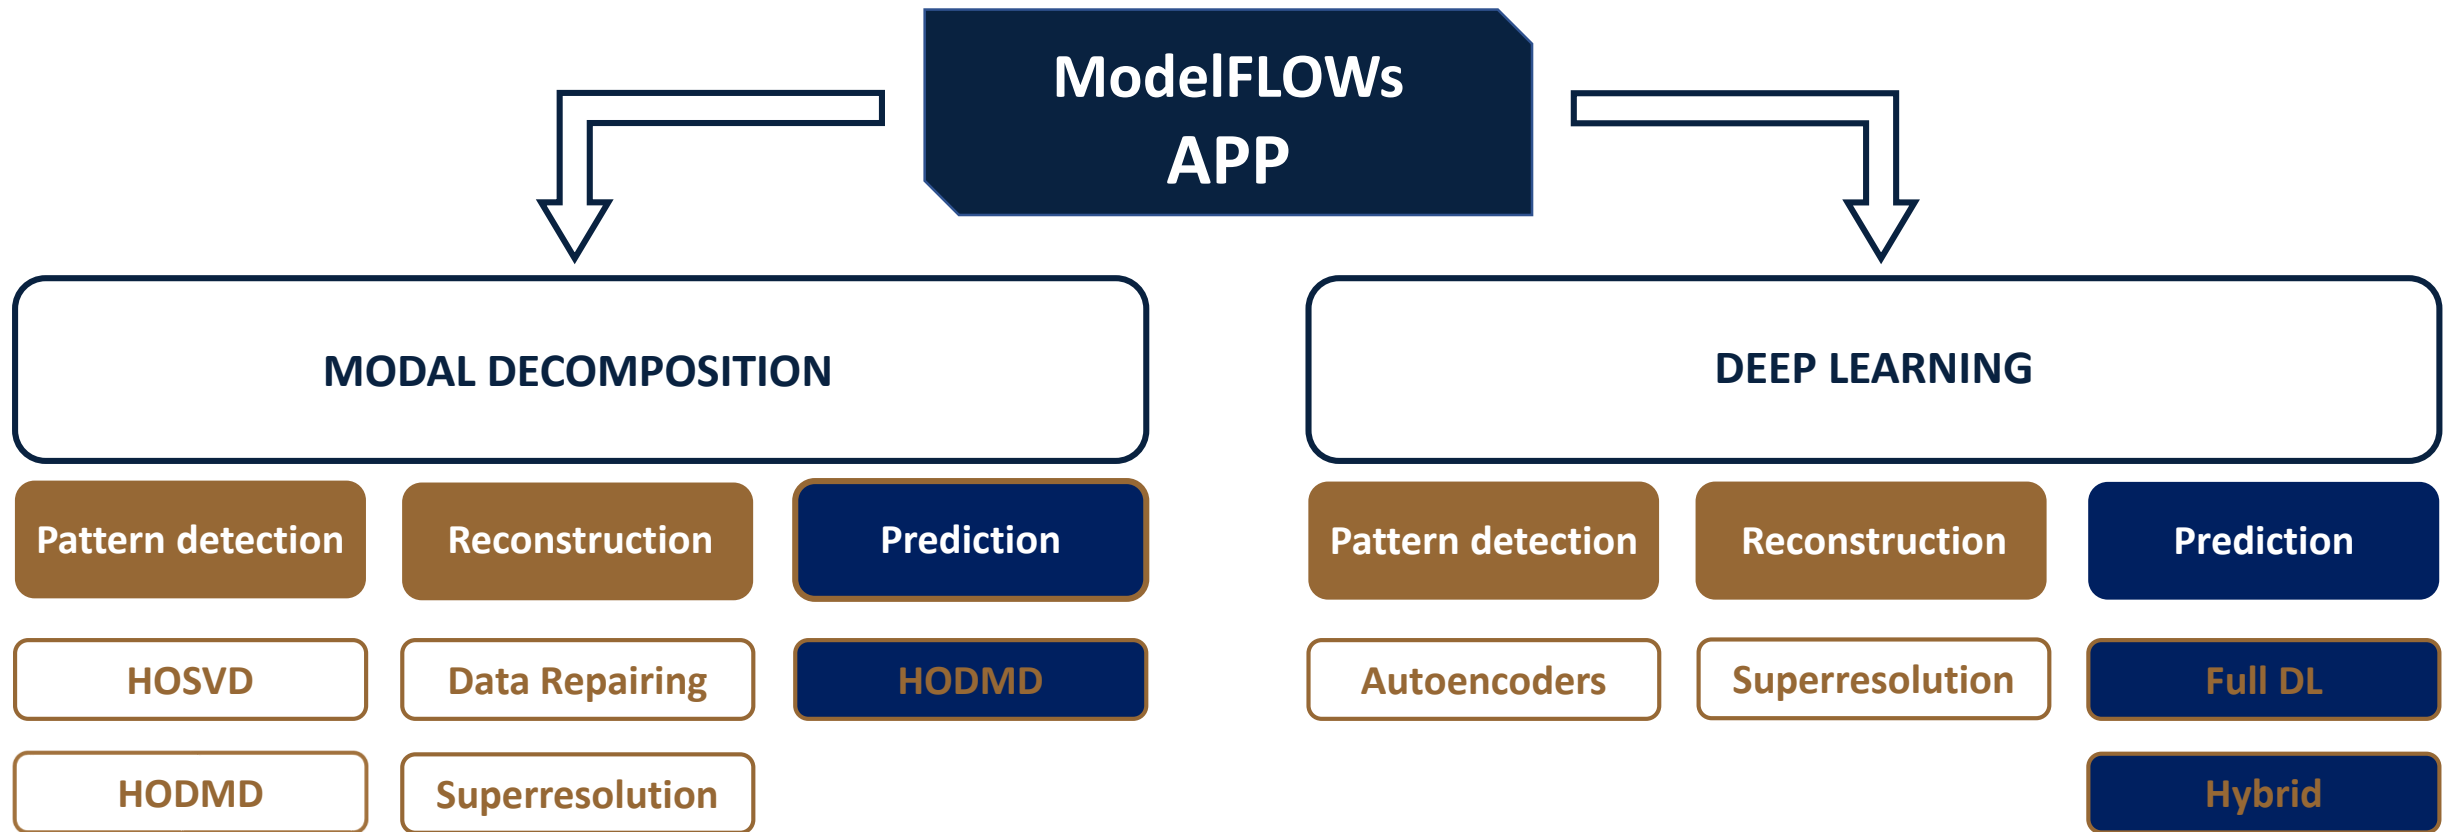 ModelFLOWs
APP
MODAL DECOMPOSITION
DEEP LEARNING
Pattern detection
Reconstruction
Prediction
Pattern detection
Reconstruction
Prediction
HOSVD
Data Repairing
HODMD
Autoencoders
Superresolution
Full DL
HODMD
Superresolution
Hybrid